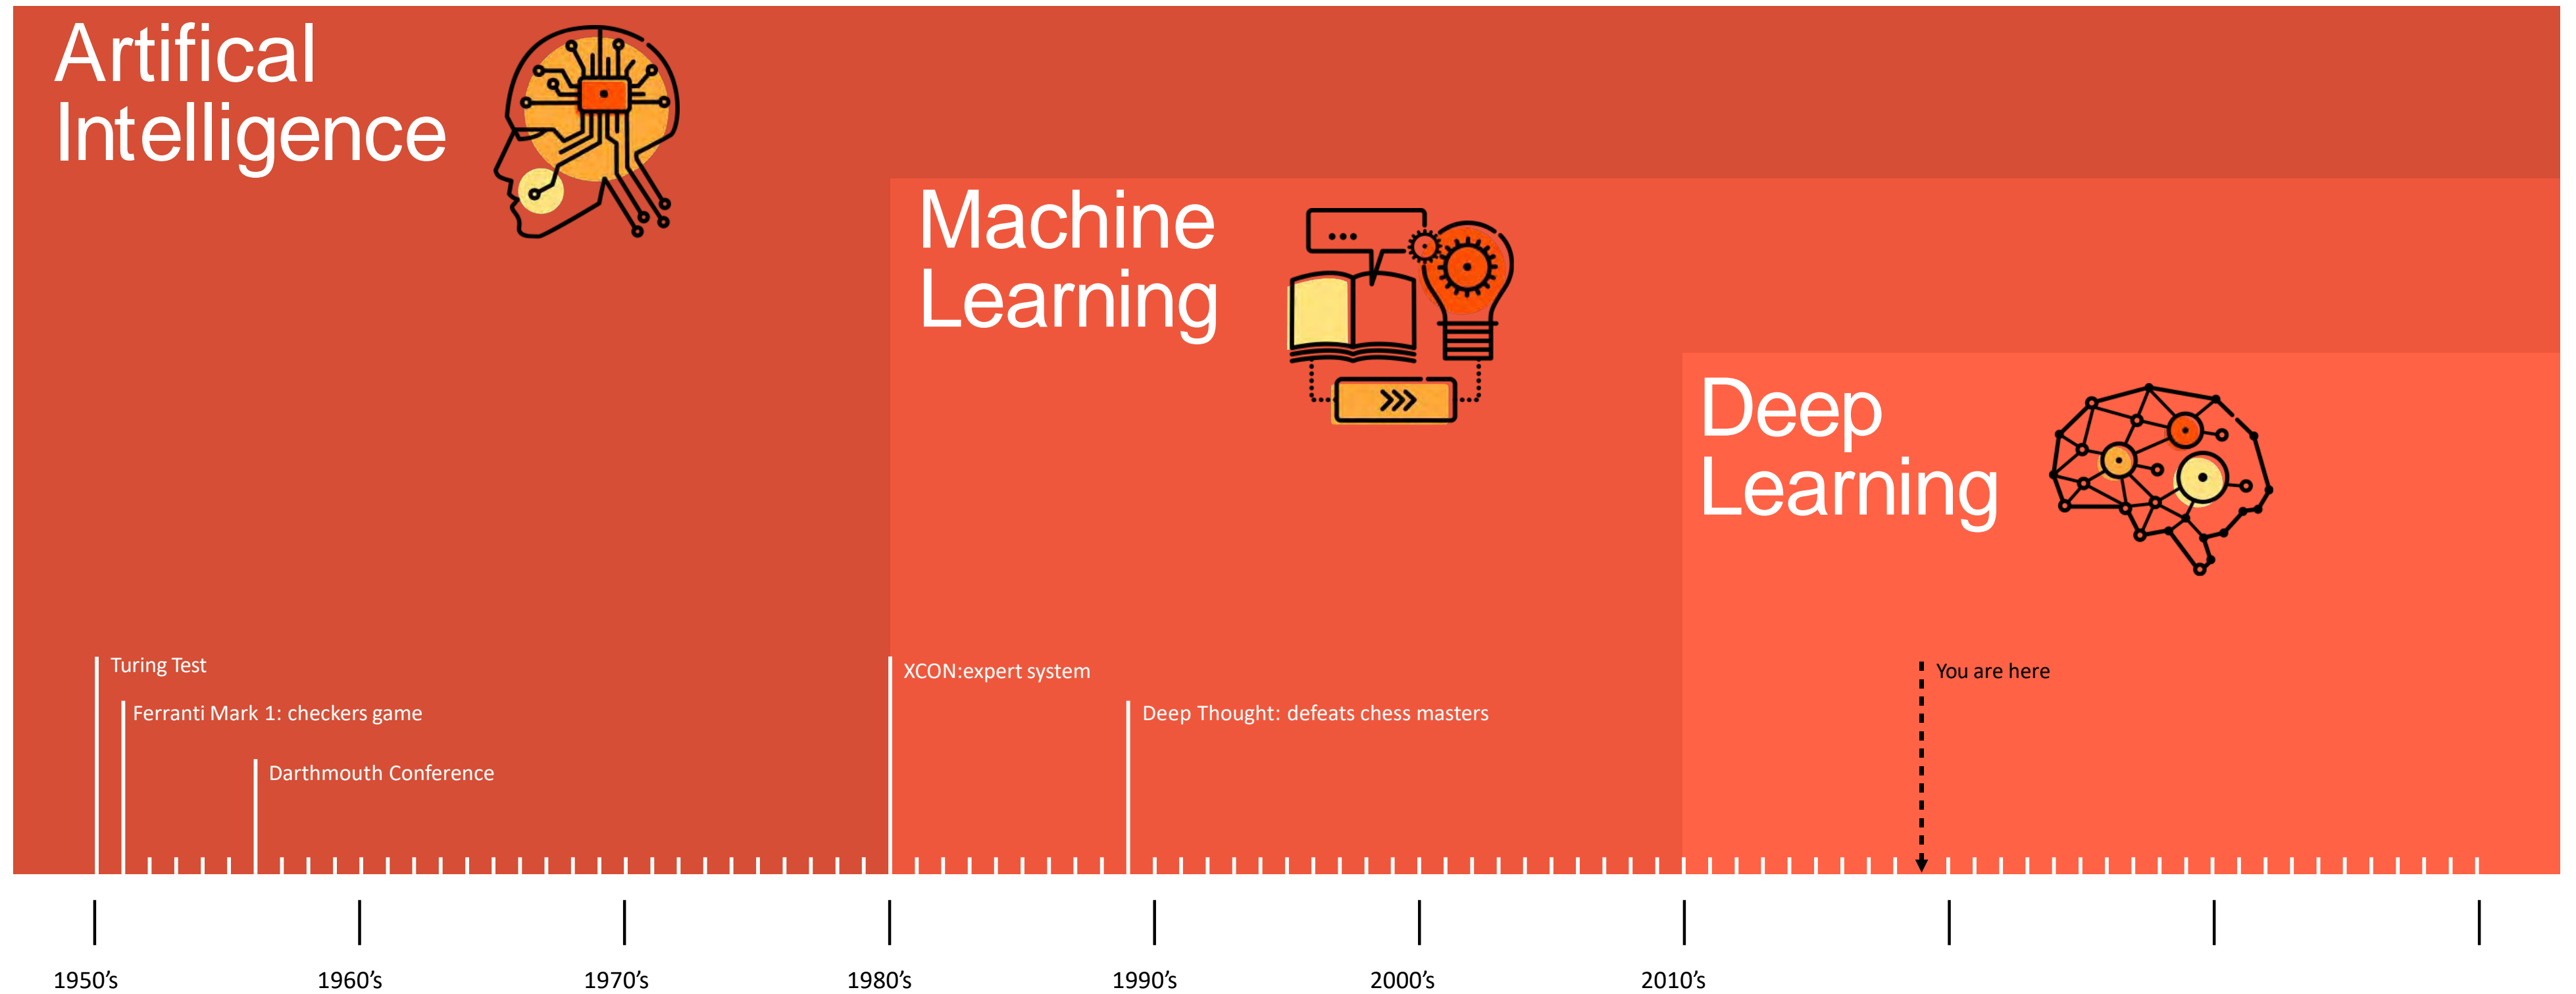 Artifical
Intelligence
Machine
Learning
...
>>>
Deep
Learning
Turing Test
Ferranti Mark 1: checkers game
Darthmouth Conference
XCON:expert system
Deep Thought: defeats chess masters
You are here
1950’s
1960’s
1970’s
1980’s
1990’s
2000’s
2010’s